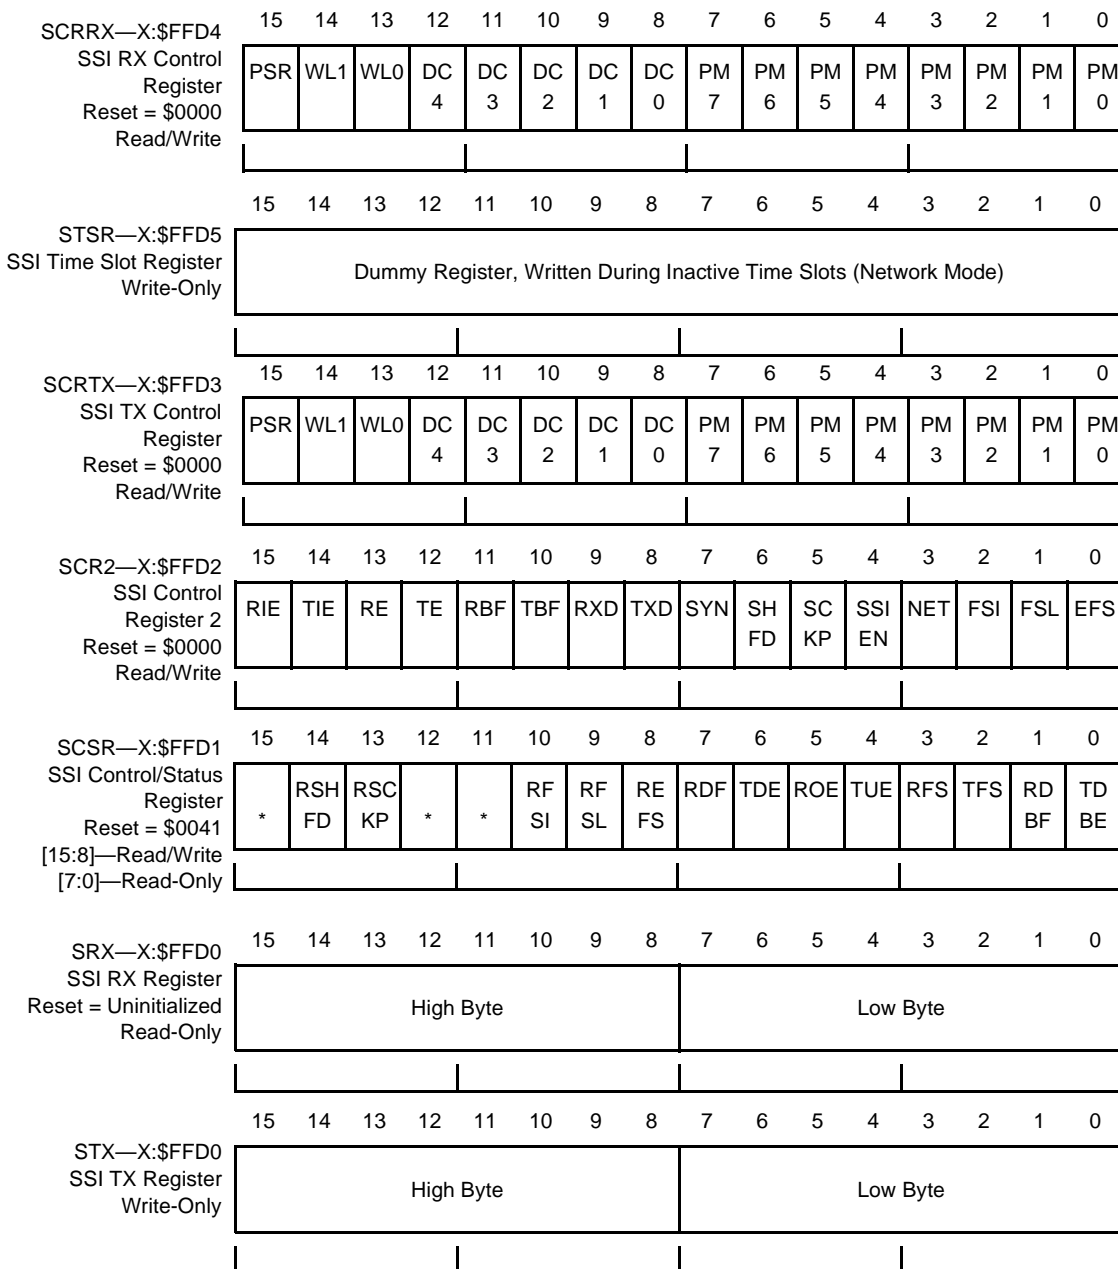 15 14 13 12 11 10 9 8 7 6 5 4 3 2 1 0
SCRRX—X:$FFD4
SSI RX Control
Register
Reset = $0000
Read/Write
PSR WL1 WL0 DC DC DC DC DC PM PM PM PM PM PM PM PM
4 3 2 1 0 7 6 5 4 3 2 1 0
15 14 13 12 11 10 9 8 7 6 5 4 3 2 1 0
STSR—X:$FFD5
SSI Time Slot Register
Write-Only
Dummy Register, Written During Inactive Time Slots (Network Mode)
15 14 13 12 11 10 9 8 7 6 5 4 3 2 1 0
SCRTX—X:$FFD3
SSI TX Control
Register
Reset = $0000
Read/Write
PSR WL1 WL0 DC DC DC DC DC PM PM PM PM PM PM PM PM
4 3 2 1 0 7 6 5 4 3 2 1 0
15 14 13 12 11 10 9 8 7 6 5 4 3 2 1 0
SCR2—X:$FFD2
SSI Control
Register 2
Reset = $0000
Read/Write
RIE TIE RE TE RBF TBF RXD TXD SYN SH SC SSI NET FSI FSL EFS
FD KP EN
15 14 13 12 11 10 9 8 7 6 5 4 3 2 1 0
SCSR—X:$FFD1
SSI Control/Status
Register
Reset = $0041
[15:8]—Read/Write
[7:0]—Read-Only
RSH RSC RF RF RE RDF TDE ROE TUE RFS TFS RD TD
* FD KP * * SI SL FS BF BE
15 14 13 12 11 10 9 8 7 6 5 4 3 2 1 0
SRX—X:$FFD0
SSI RX Register
Reset = Uninitialized
Read-Only
High Byte Low Byte
15 14 13 12 11 10 9 8 7 6 5 4 3 2 1 0
STX—X:$FFD0
SSI TX Register
Write-Only
High Byte Low Byte